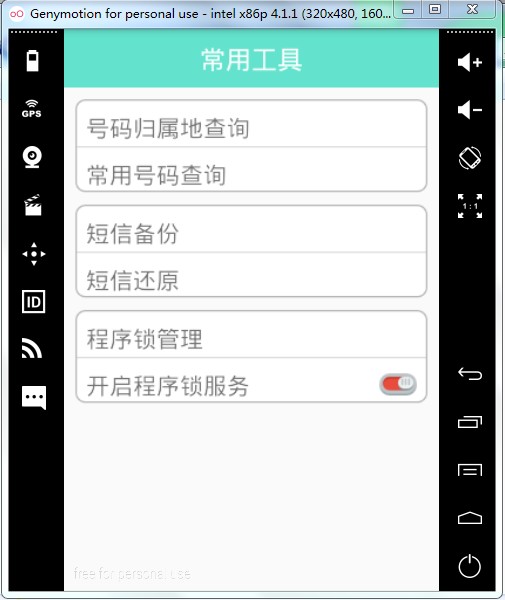 Genymotion for personal use - intel x86p 4.1.1 (320x480, 160...
常用工具
GPS
号码归属地查询
常用号码查询
1:1
短信备份
短信还原
ID
程序锁管理
开启程序锁服务
free for personal use